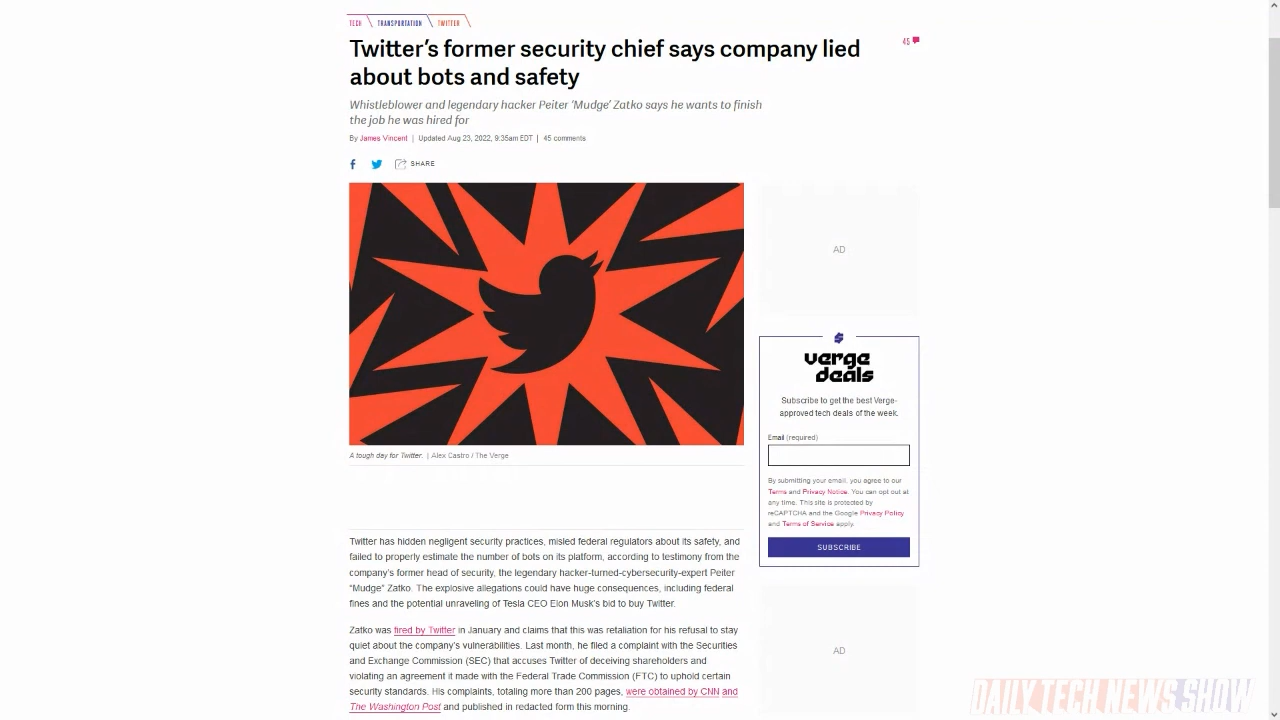 TECH TRANSPORTATION TWITTER
Twitter's former security chief says company lied
about bots and safety
45
Whistleblower and legendary hacker Peiter 'Mudge' Zatko says he wants to finish
the job he was hired for
By James Vincent | Updated Aug 23, 2022, 9:35am EDT | 45 comments
f SHARE
A tough day for Twitter. | Alex Castro / The Verge
Twitter has hidden negligent security practices, misled federal regulators about its safety, and
failed to properly estimate the number of bots on its platform, according to testimony from the
company's former head of security, the legendary hacker-turned-cybersecurity-expert Peiter
"Mudge" Zatko. The explosive allegations could have huge consequences, including federal
fines and the potential unraveling of Tesla CEO Elon Musk's bid to buy Twitter.
Zatko was fired by Twitter in January and claims that this was retaliation for his refusal to stay
quiet about the company's vulnerabilities. Last month, he filed a complaint with the Securities
and Exchange Commission (SEC) that accuses Twitter of deceiving shareholders and
violating an agreement it made with the Federal Trade Commission (FTC) to uphold certain
security standards. His complaints, totaling more than 200 pages, were obtained by CNN and
The Washington Post and published in redacted form this morning.
AD
verge
deals
Subscribe to get the best Verge-
approved tech deals of the week.
Email (required)
By submitting your email, you agree to our
Terms and Privacy Notice. You can opt out at
any time. This site is protected by
reCAPTCHA and the Google Privacy Policy
and Terms of Service apply.
SUBSCRIBE
AD
DAILY TECH NEWS SHOW